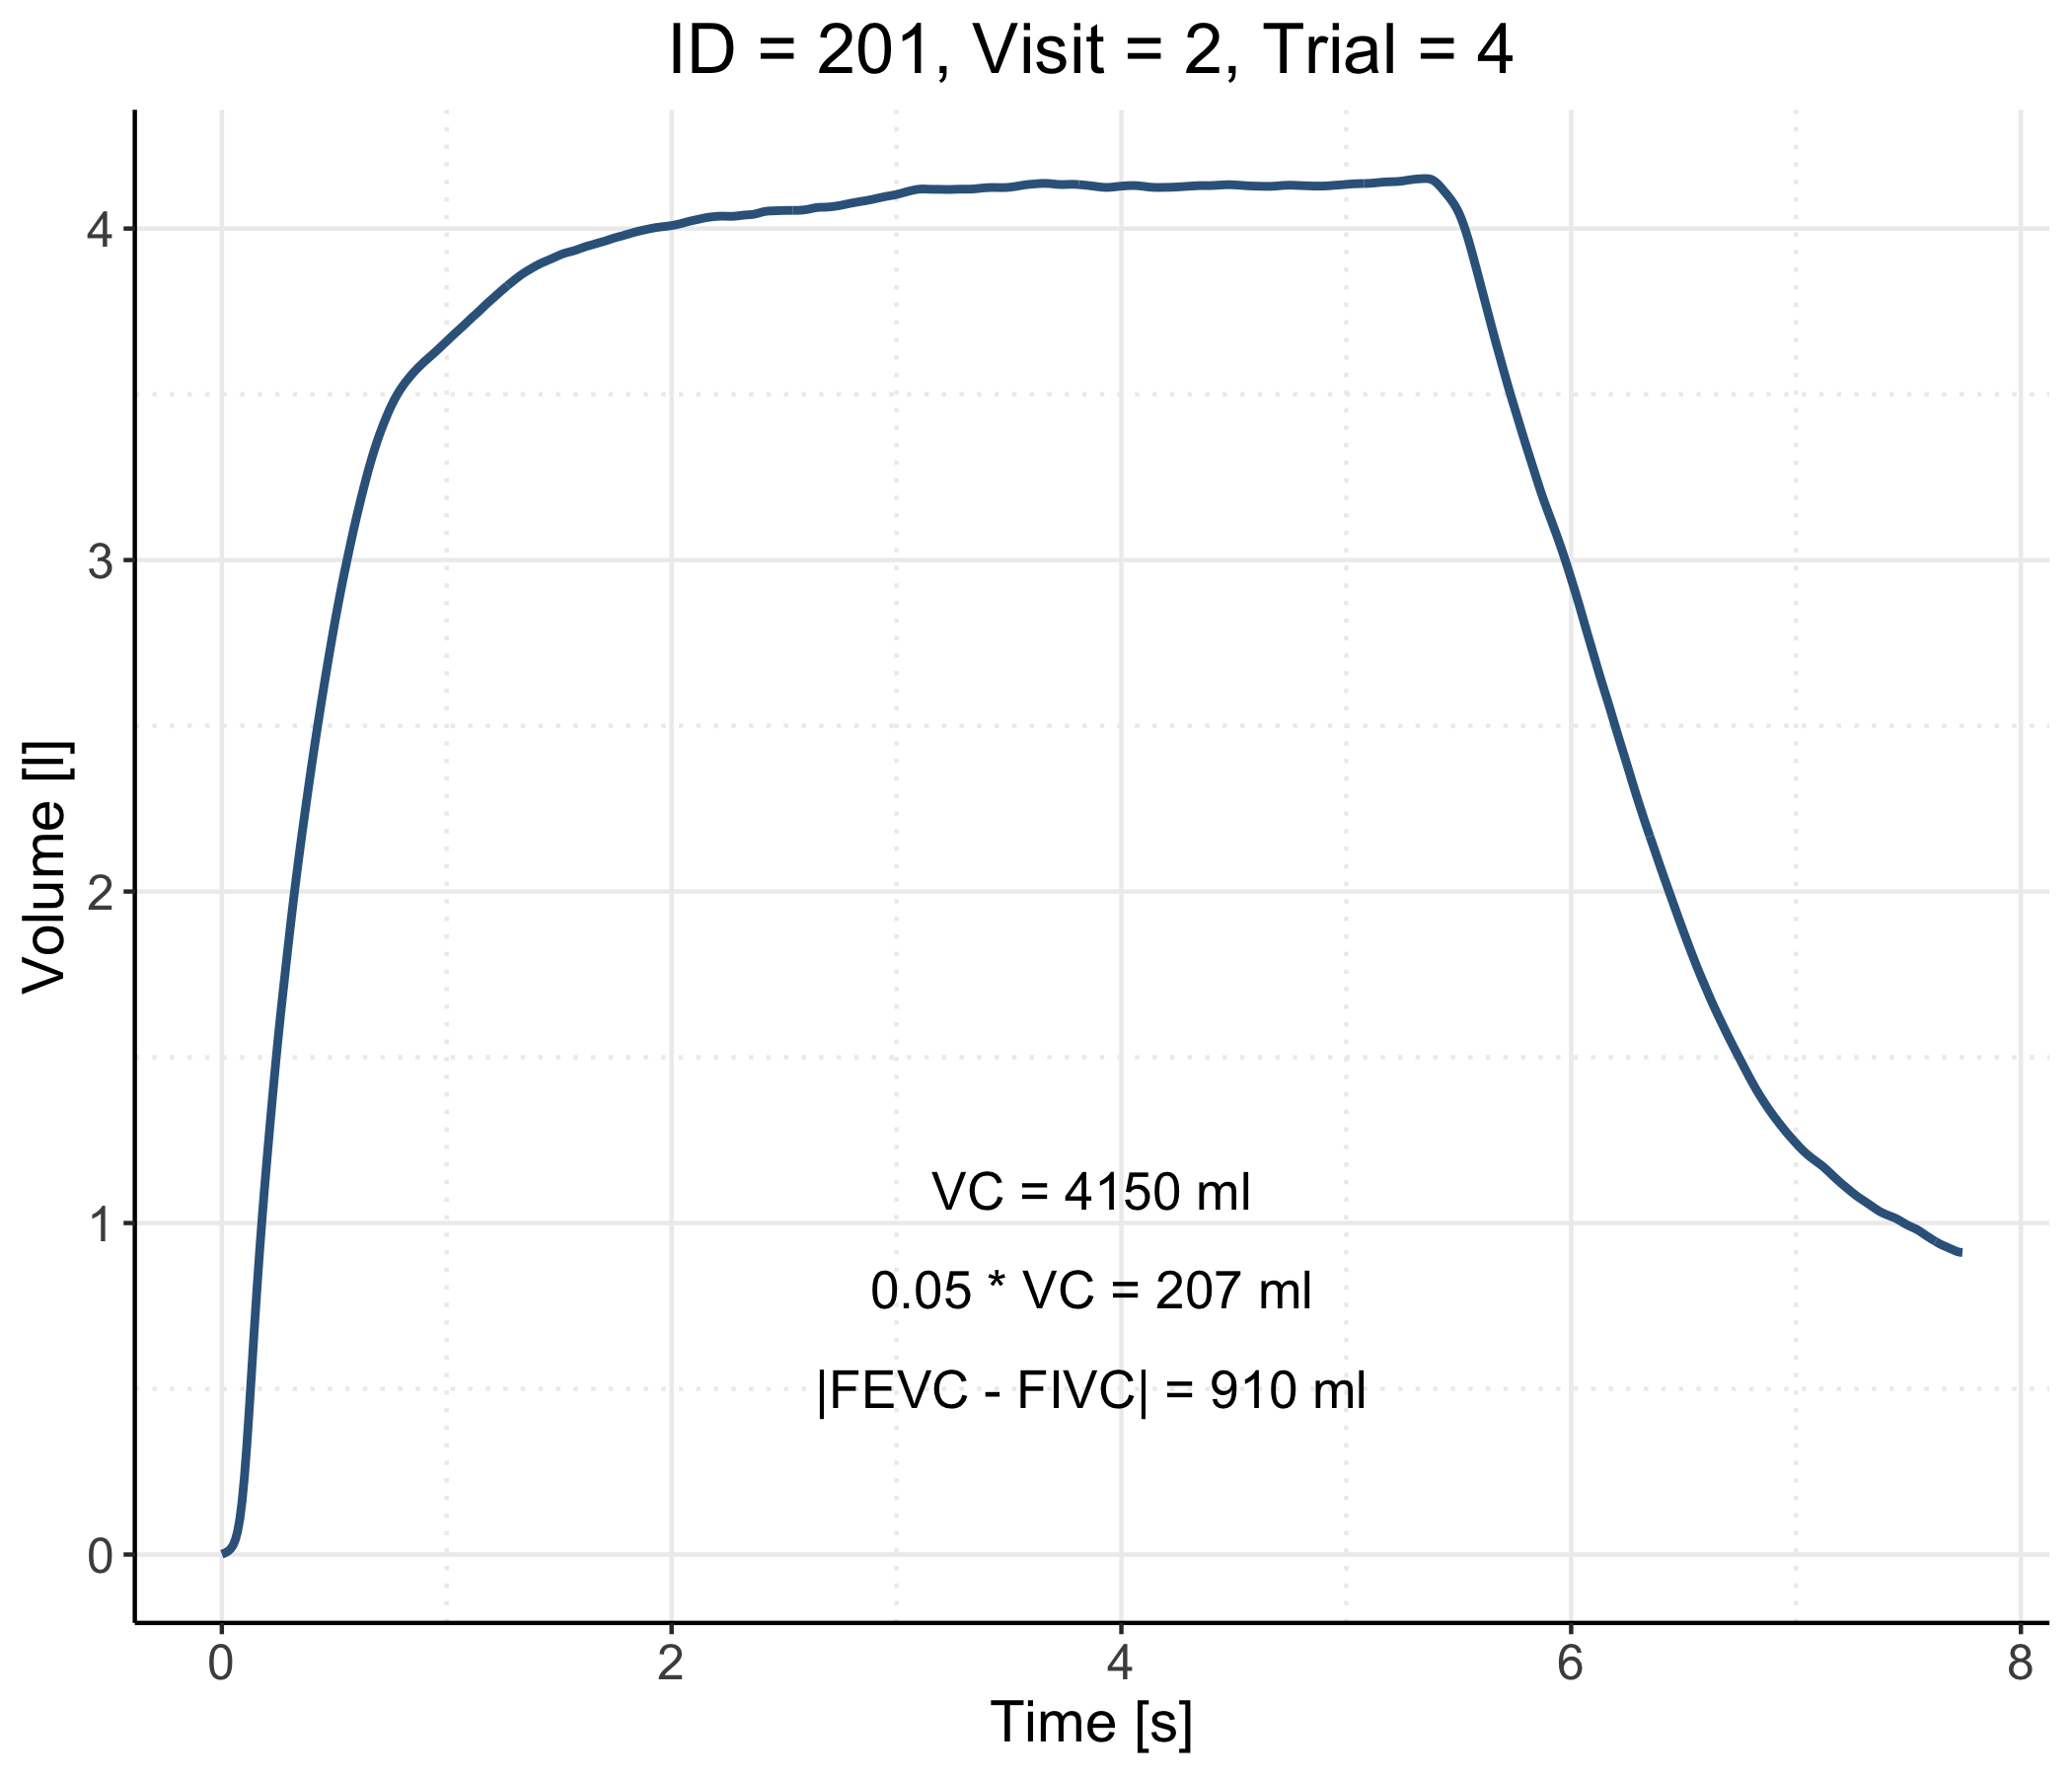 ID = 201, Visit = 2, Trial = 4
4
3
2
1
0
Volume [l]
VC = 4150 ml
0.05 * VC = 207 ml
|FEVC - FIVC| = 910 ml
0 2 4 6 8
Time [s]